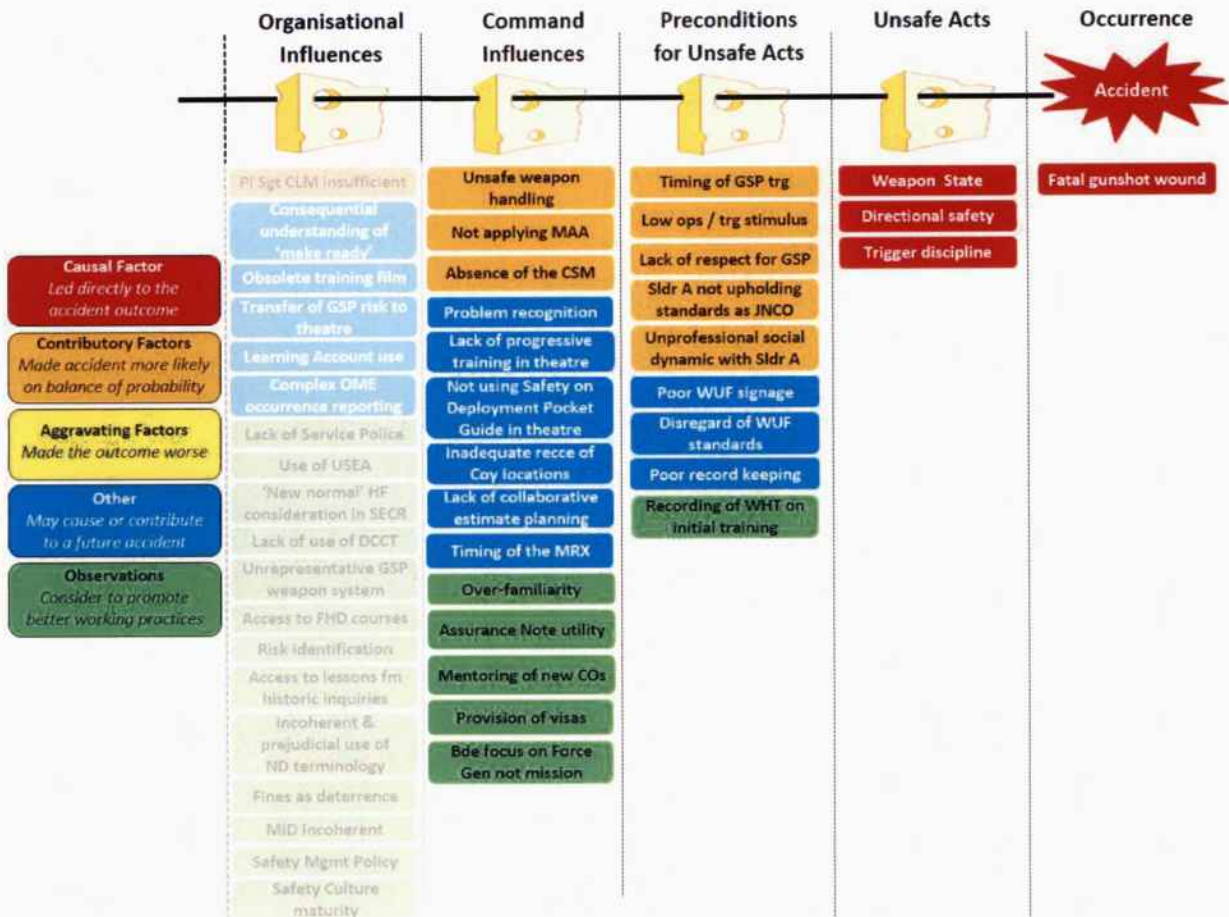 Organisational
Influences
Command
Influences
Preconditions
for Unsafe Acts
Unsafe Acts
Occurrence
Accident
Causal Factor
Led directly to the
accident outcome
Contributory Factors
Made accident more likely
on balance of probability
Aggravating Factors
Made the outcome worse
Other
May cause or contribute
to a future accident
Observations
Consider to promote
better working practices
Pl Sgt CLM insufficient
Consequential
understanding of
'make ready'
Obsolete training film
Transfer of GSP risk to
theatre
Learning Account use
Complex OME
occurrence reporting
Lack of Service Police
Use of USEA
'New normal' HF
consideration in SECR
Lack of use of DCCT
Unrepresentative GSP
weapon system
Access to FHD courses
Risk identification
Access to lessons fm
historic inquiries
Incoherent &
prejudicial use of
ND terminology
Fines as deterrence
MID incoherent
Safety Mgmt Policy
Safety Culture
maturity
Unsafe weapon
handling
Not applying MAA
Absence of the CSM
Problem recognition
Lack of progressive
training in theatre
Not using Safety on
Deployment Pocket
Guide in theatre
Inadequate recce of
Coy locations
Lack of collaborative
estimate planning
Timing of the MRX
Over-familiarity
Assurance Note utility
Mentoring of new COs
Provision of visas
Bde focus on Force
Gen not mission
Timing of GSP trg
Low ops / trg stimulus
Lack of respect for GSP
Sldr A not upholding
standards as JNCO
Unprofessional social
dynamic with Sldr A
Poor WUF signage
Disregard of WUF
standards
Poor record keeping
Recording of WHT on
initial training
Weapon State
Directional safety
Trigger discipline
Fatal gunshot wound